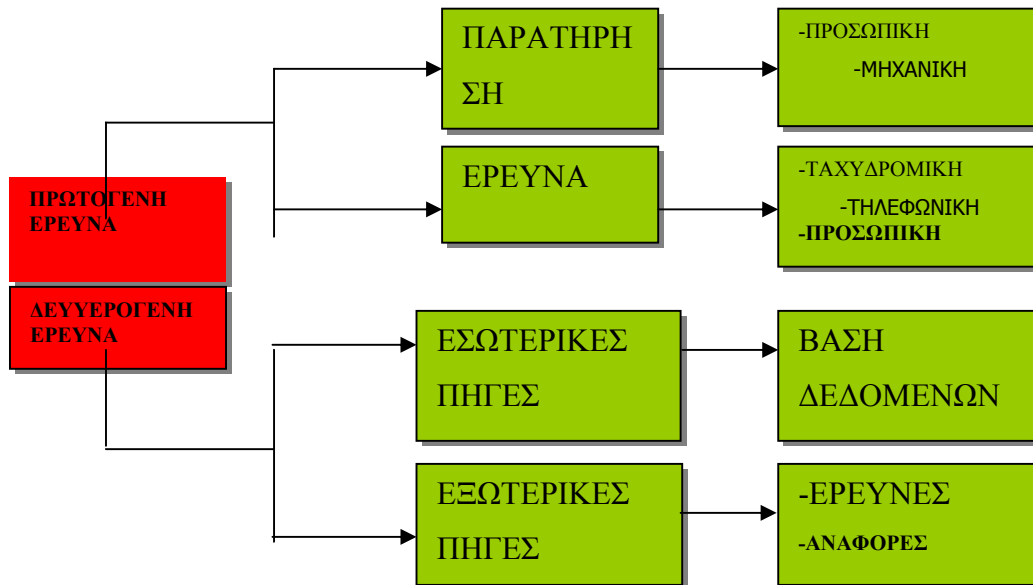 ΠΑΡΑΤΗΡΗ
ΣΗ
-ΠΡΟΣΩΠΙΚΗ
-ΜΗΧΑΝΙΚΗ
ΠΡΩΤΟΓΕΝΗ
ΕΡΕΥΝΑ
ΕΡΕΥΝΑ
-ΤΑΧΥΔΡΟΜΙΚΗ
-ΤΗΛΕΦΩΝΙΚΗ
-ΠΡΟΣΩΠΙΚΗ
ΔΕΥΥΕΡΟΓΕΝΗ
ΕΡΕΥΝΑ
ΕΣΩΤΕΡΙΚΕΣ
ΠΗΓΕΣ
ΒΑΣΗ
ΔΕΔΟΜΕΝΩΝ
ΕΞΩΤΕΡΙΚΕΣ
ΠΗΓΕΣ
-ΕΡΕΥΝΕΣ
-ΑΝΑΦΟΡΕΣ